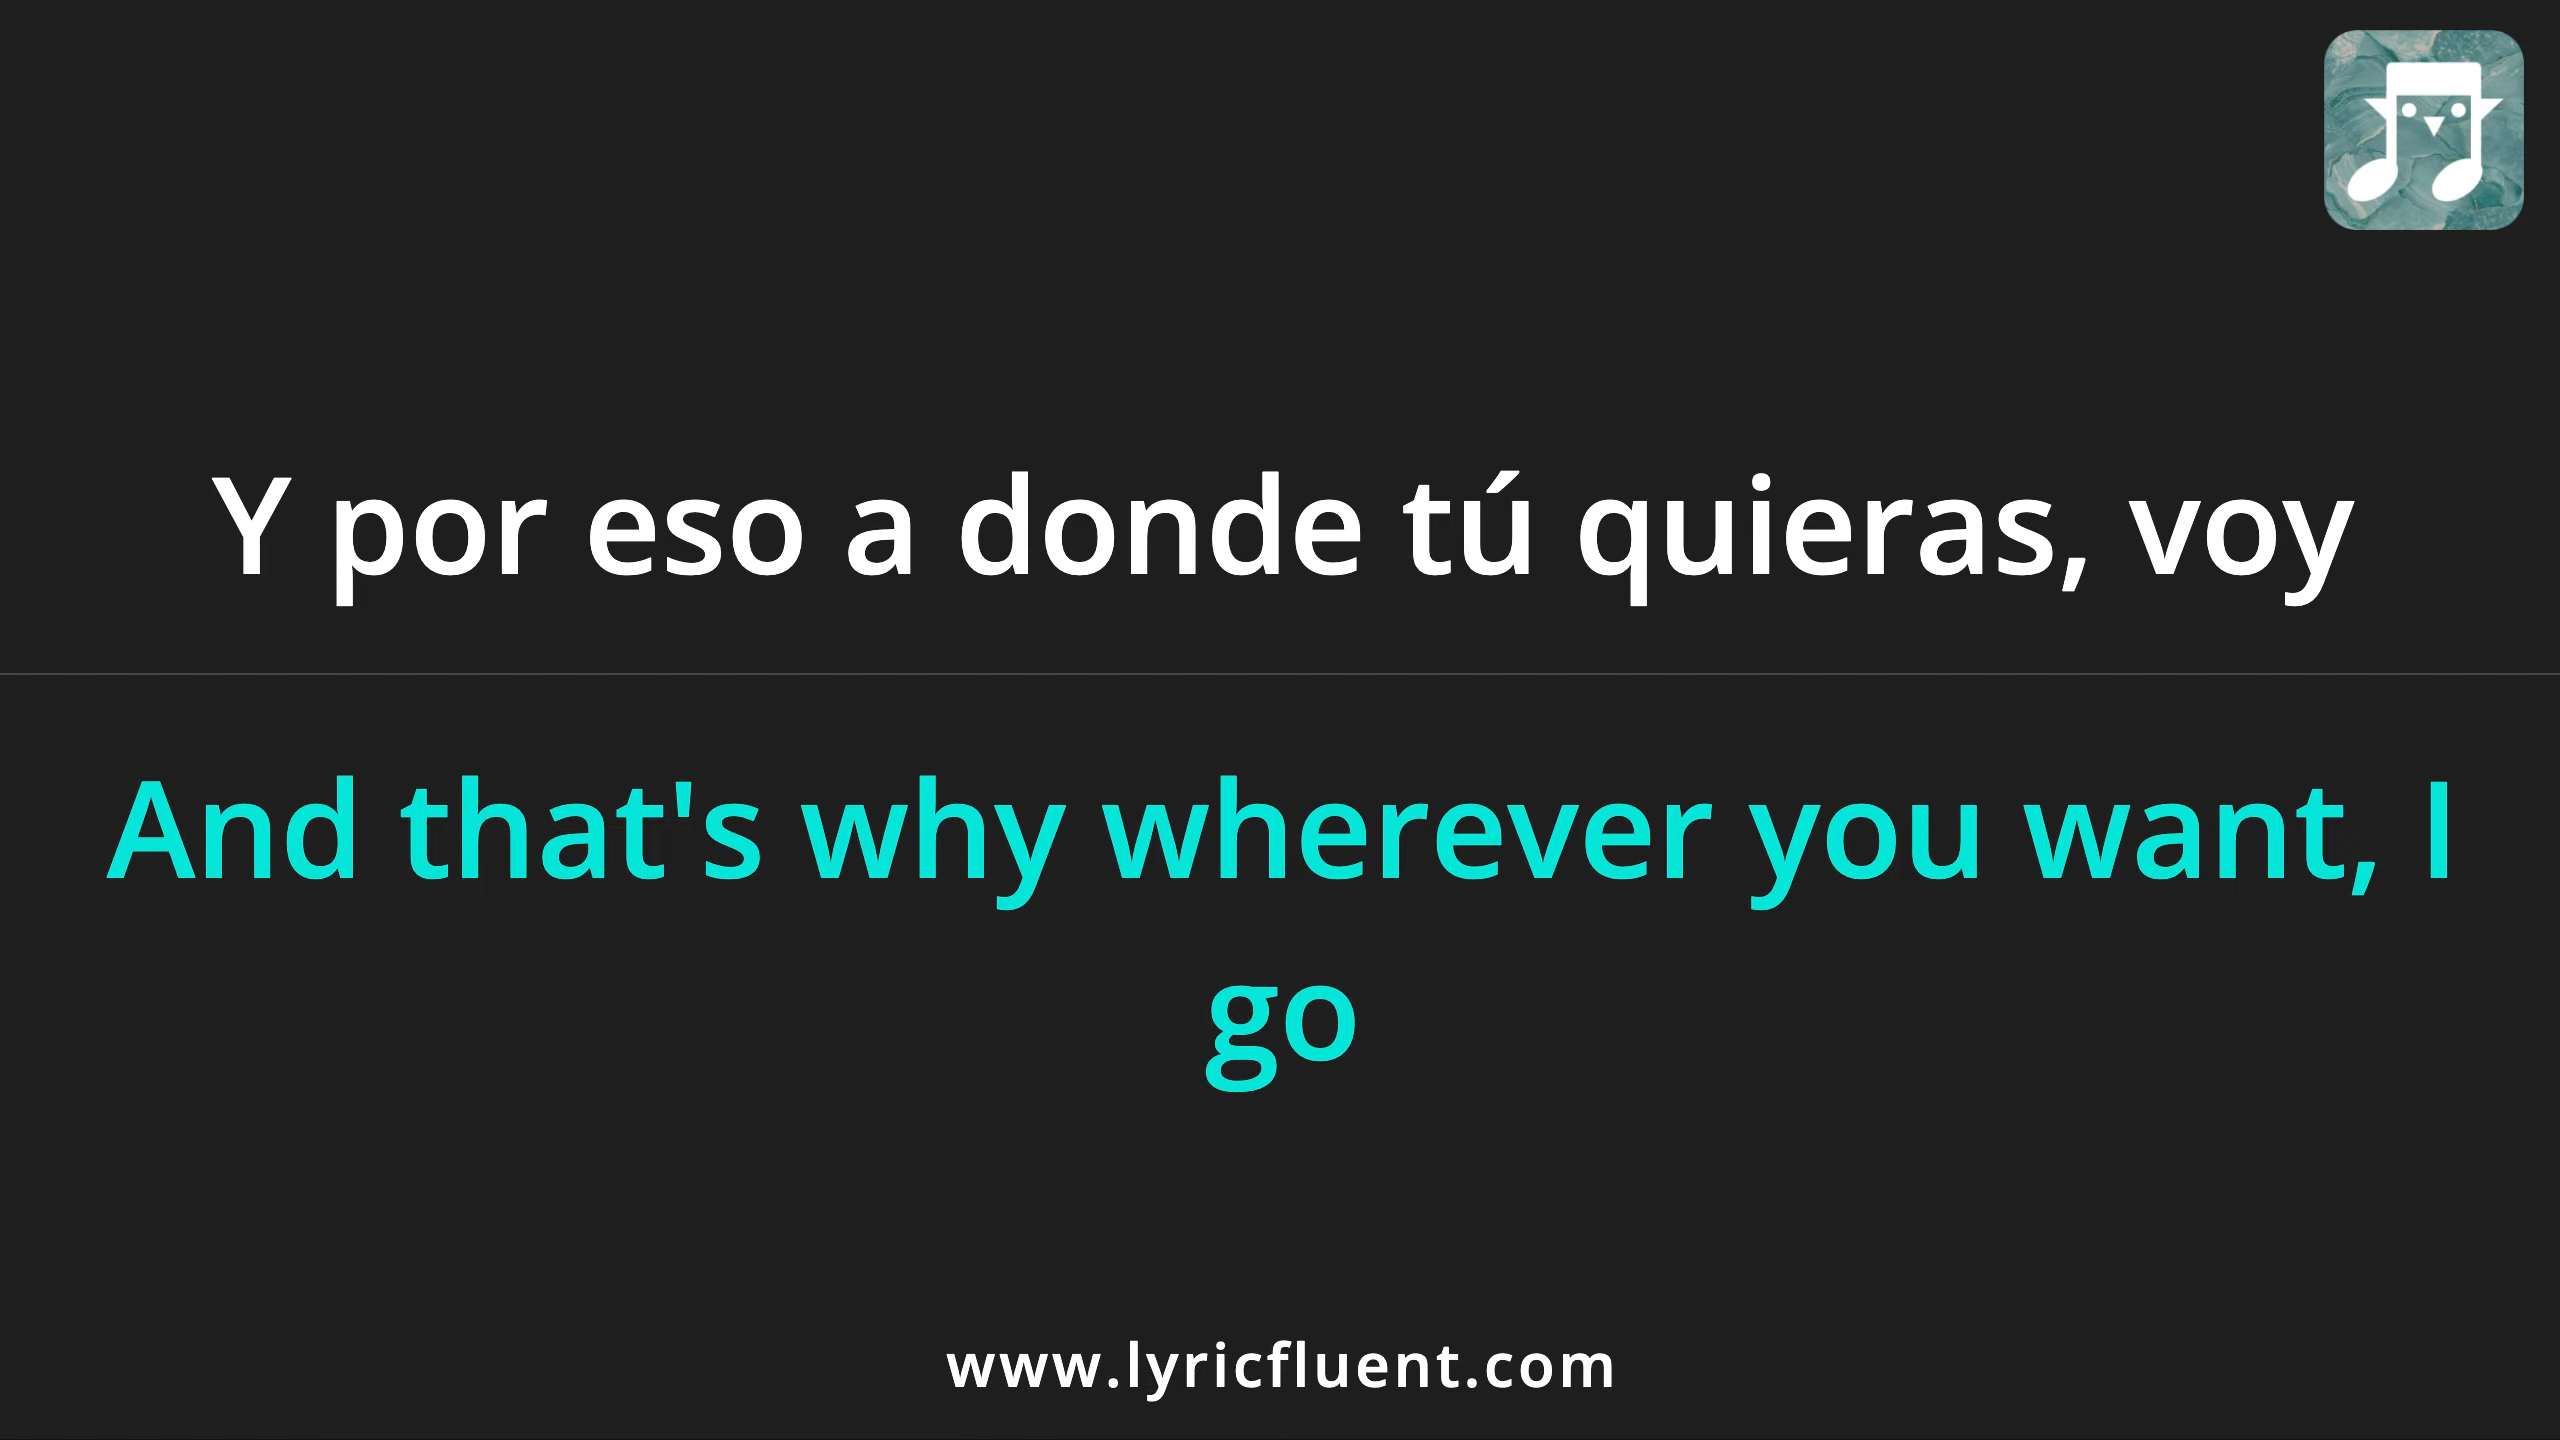 Y por eso a donde tú quieras, voy
And that's why wherever you want, I
go
www.lyricfluent.com